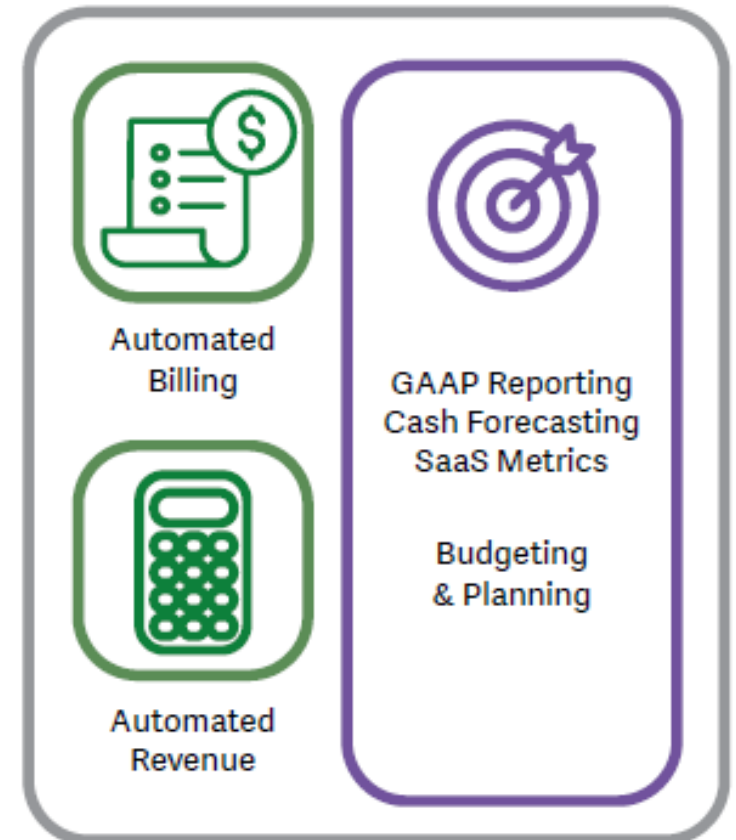 $
Automated
Billing
Automated
Revenue
GAAP Reporting
Cash Forecasting
SaaS Metrics
Budgeting
& Planning